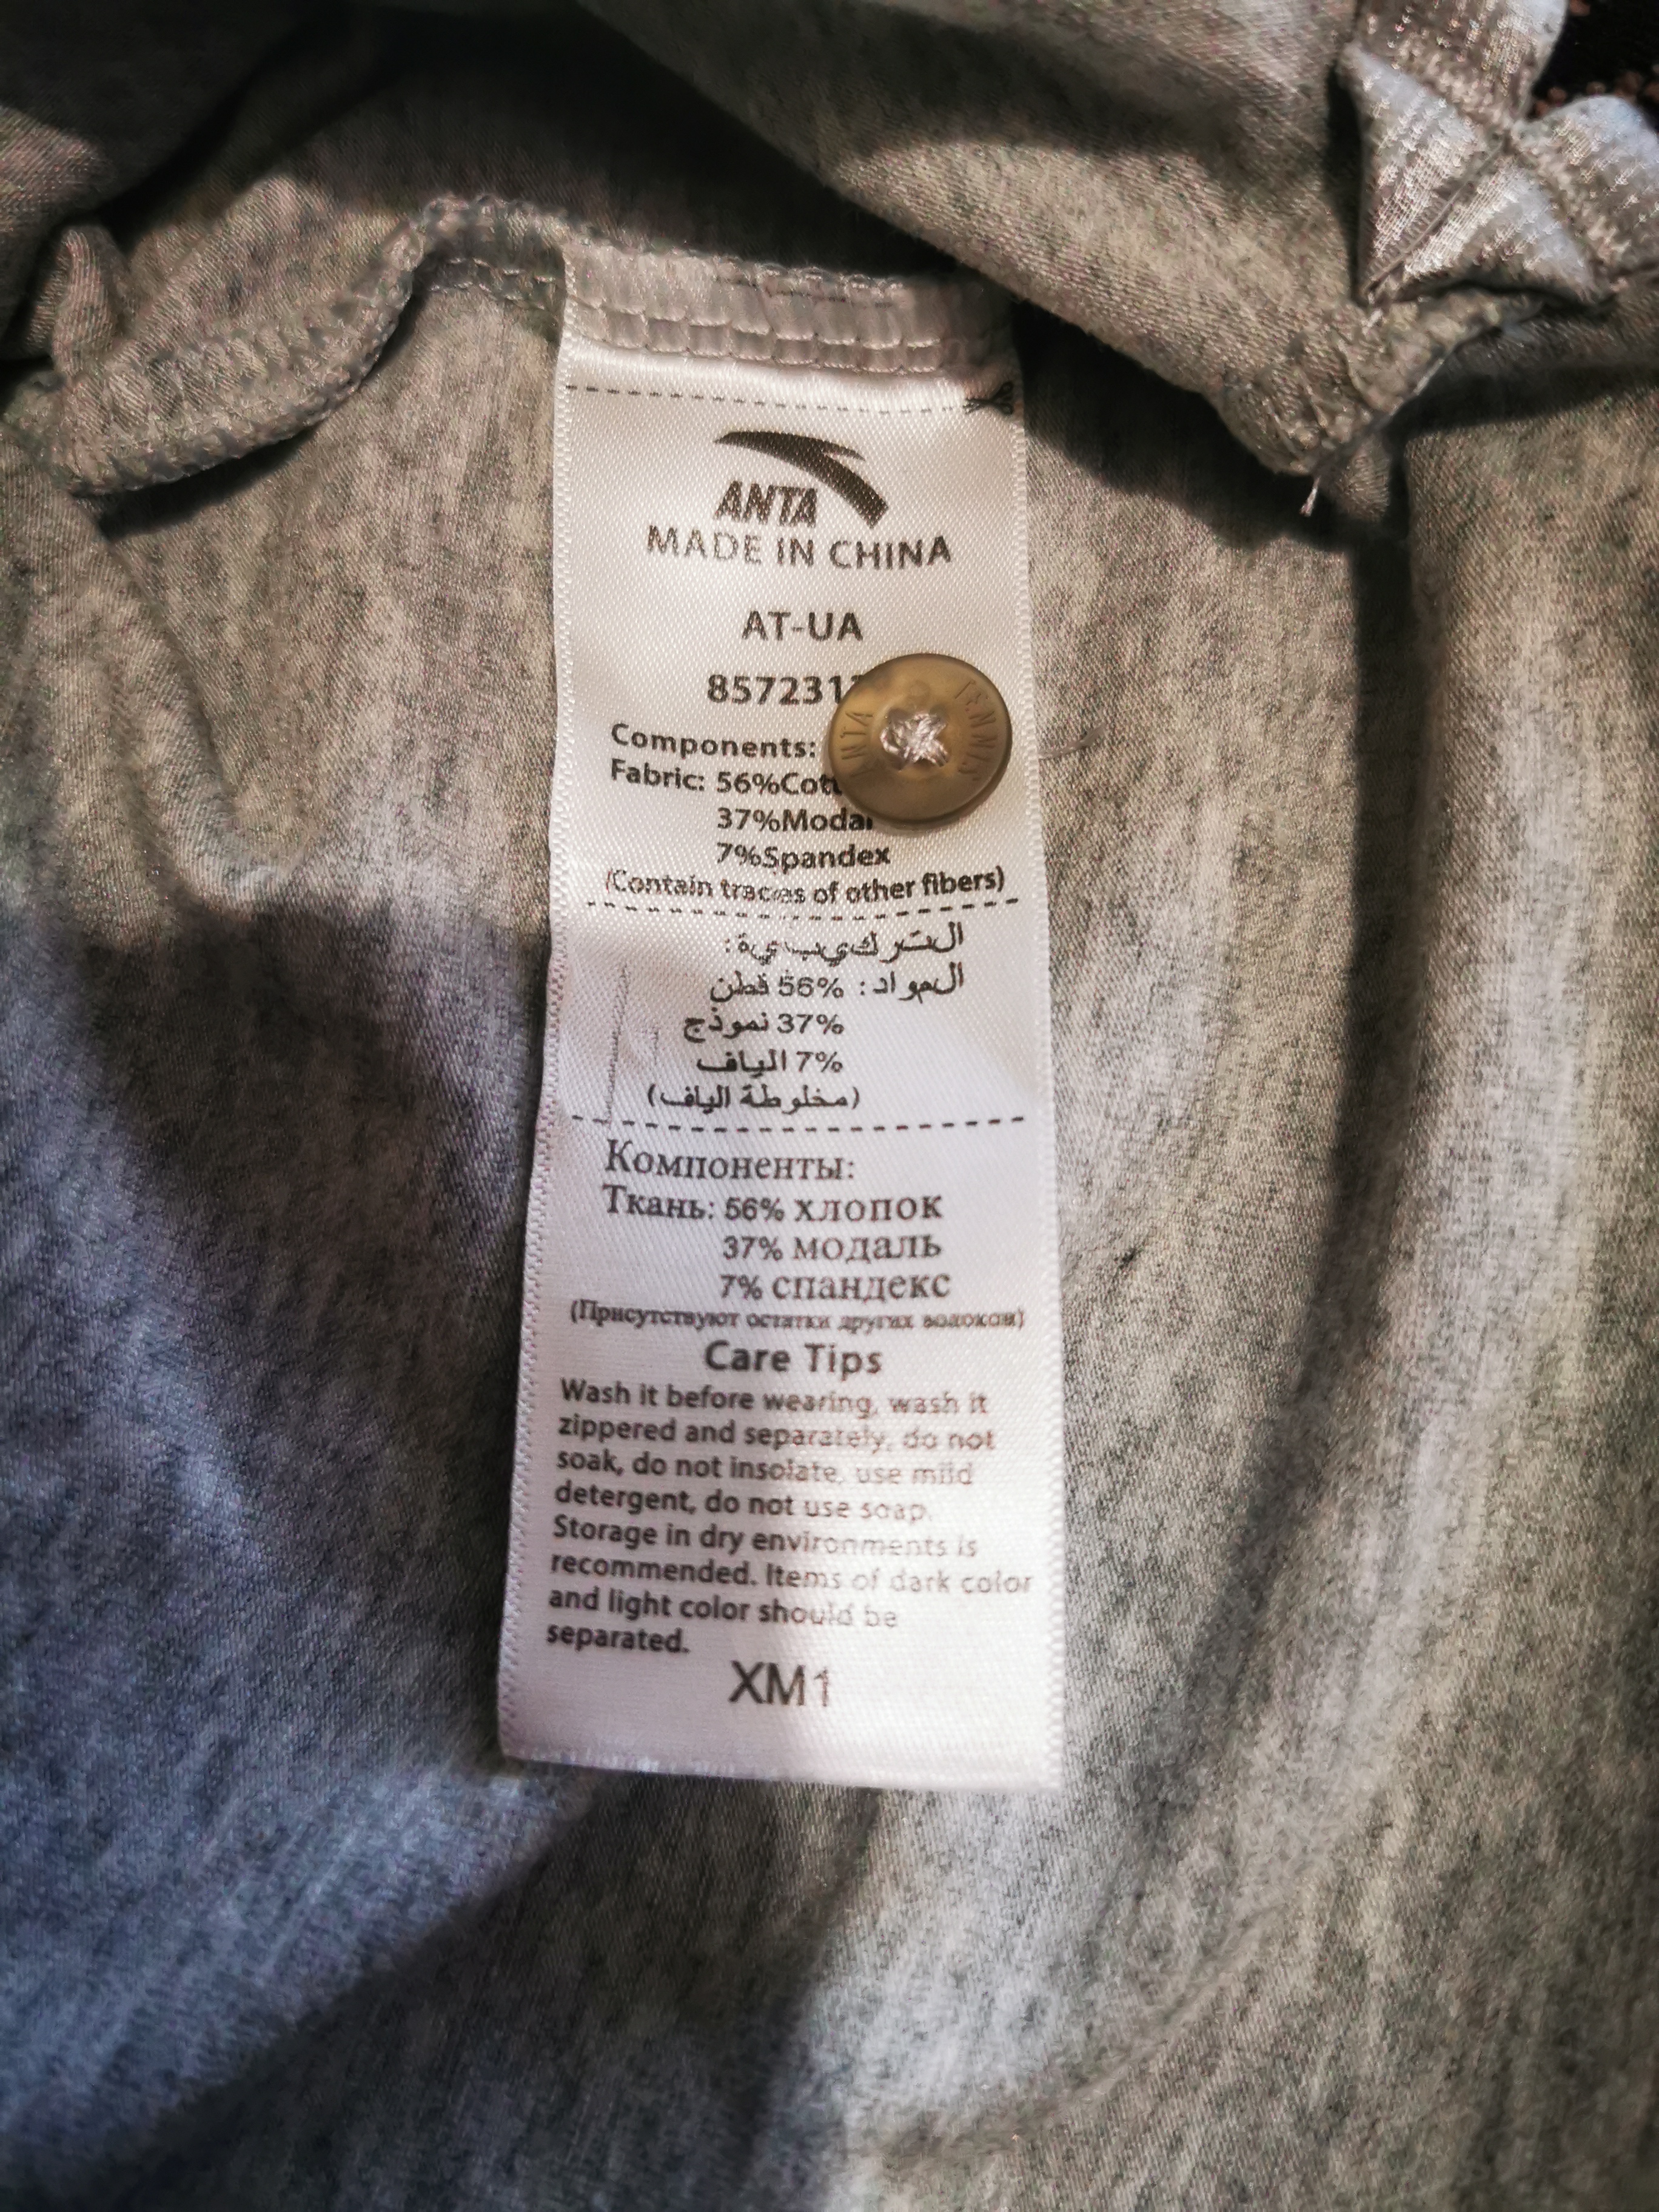 ANTA
MADE IN CHINA
AT-UA
857231
Components:
Fabric: 56%Cott
37%Modal
7%Spandex
(Contain traces of other fibers)
التركيبية:
المواد: 56% قطن
37% نموذج
7% الياف
(مخلوطة الياف)
Компоненты:
Ткань: 56% хлопок
37% модаль
7% спандекс
(Присутствуют остатки других волокон)
Care Tips
Wash it before wearing, wash it
zippered and separately, do not
soak, do not insolate, use mild
detergent, do not use soap.
Storage in dry environments is
recommended. Items of dark color
and light color should be
separated.
XM1
ANTA TENNIS